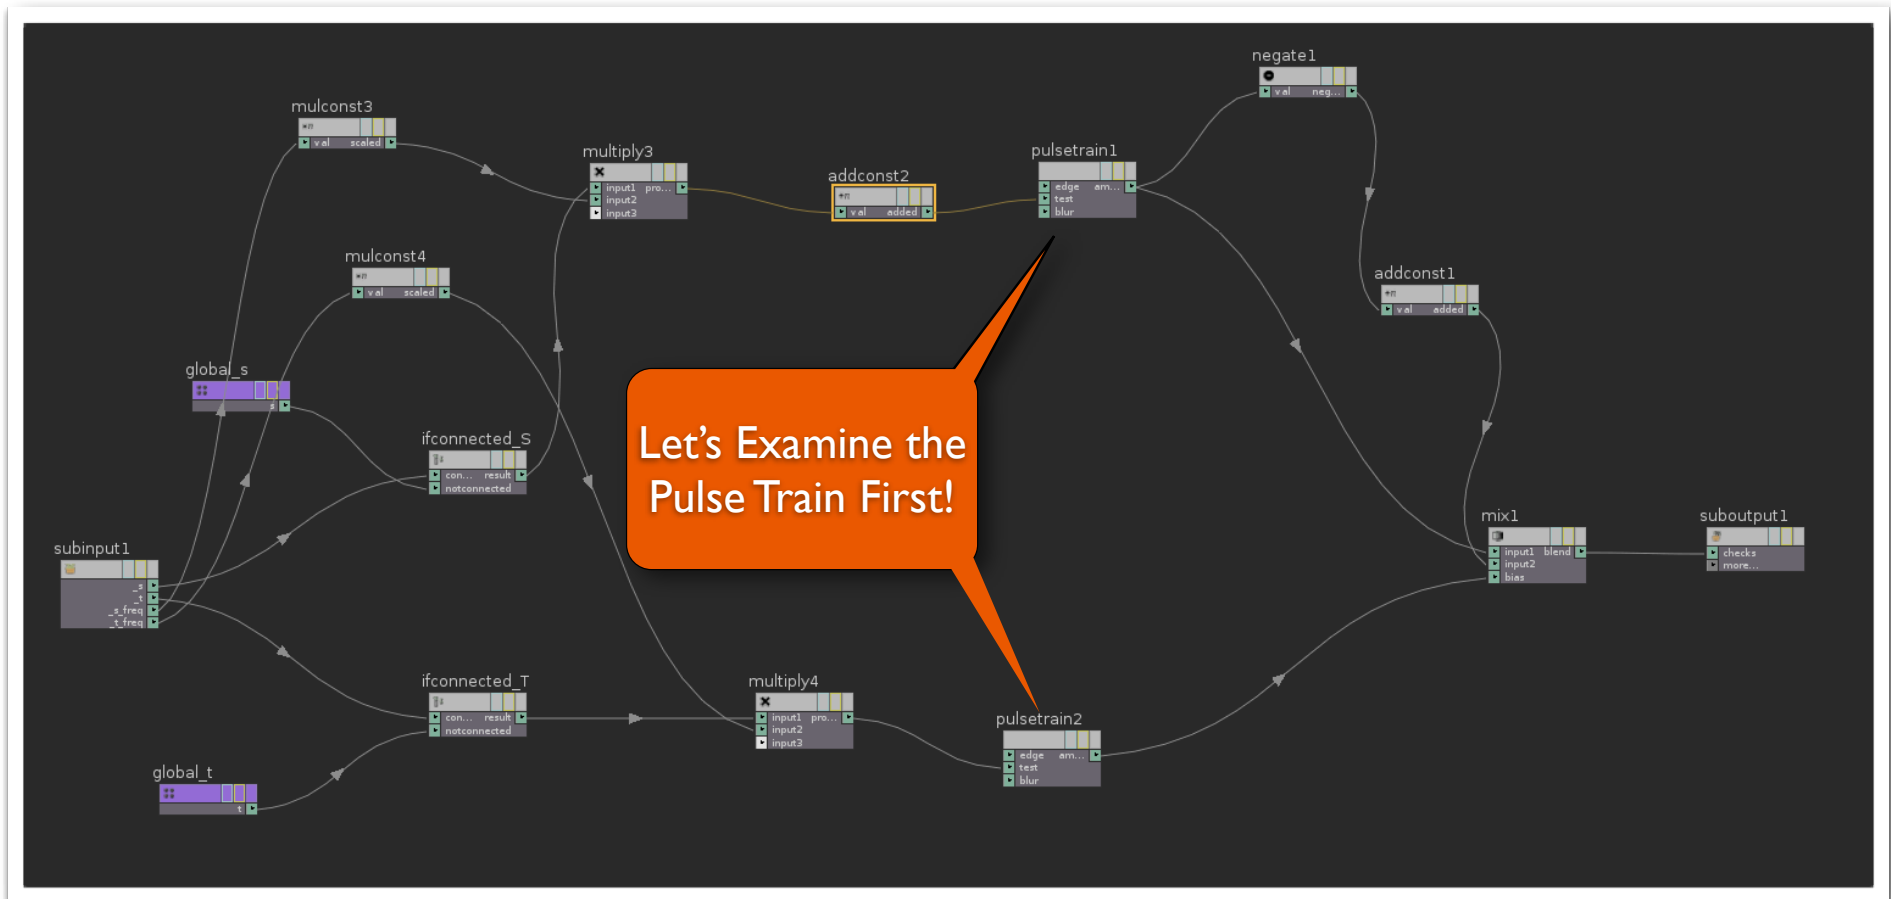 negate1
val neg...
mulconst3
val scaled
multiply3
input1 pro...
input2
input3
addconst2
val added
pulsetrain1
edge am...
test
blur
mulconst4
val scaled
addconst1
val added
global_s
s
ifconnected_S
con... result
notconnected
Let's Examine the
Pulse Train First!
subinput1
_s
_t
_s_freq
_t_freq
mix1
input1 blend
input2
bias
suboutput1
checks
more...
ifconnected_T
con... result
notconnected
multiply4
input1 pro...
input2
input3
pulsetrain2
edge am...
test
blur
global_t
t